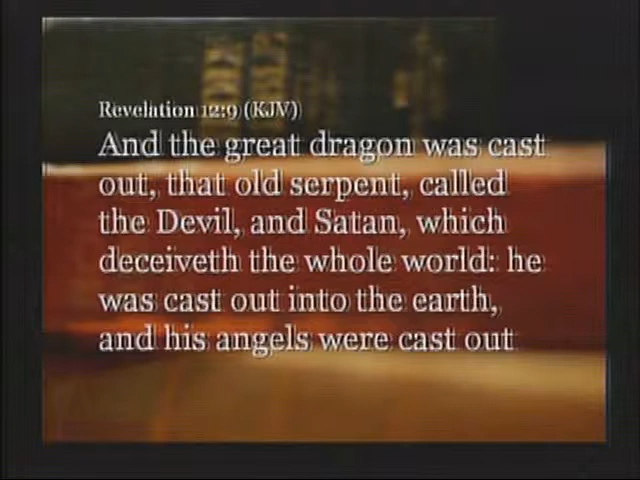 Revelation 12:9 (KJV)
And the great dragon was cast
out, that old serpent, called
the Devil, and Satan, which
deceiveth the whole world: he
was cast out into the earth,
and his angels were cast out